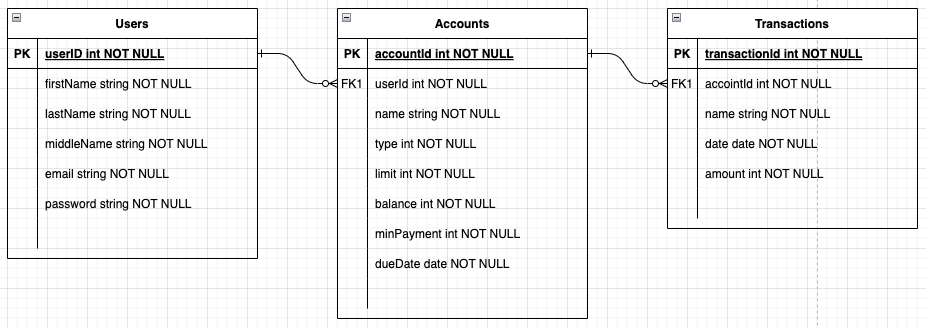 Users
PK userID int NOT NULL
firstName string NOT NULL
lastName string NOT NULL
middleName string NOT NULL
email string NOT NULL
password string NOT NULL
Accounts
PK accountId int NOT NULL
FK1 userId int NOT NULL
name string NOT NULL
type int NOT NULL
limit int NOT NULL
balance int NOT NULL
minPayment int NOT NULL
dueDate date NOT NULL
Transactions
PK transactionId int NOT NULL
FK1 accointId int NOT NULL
name string NOT NULL
date date NOT NULL
amount int NOT NULL